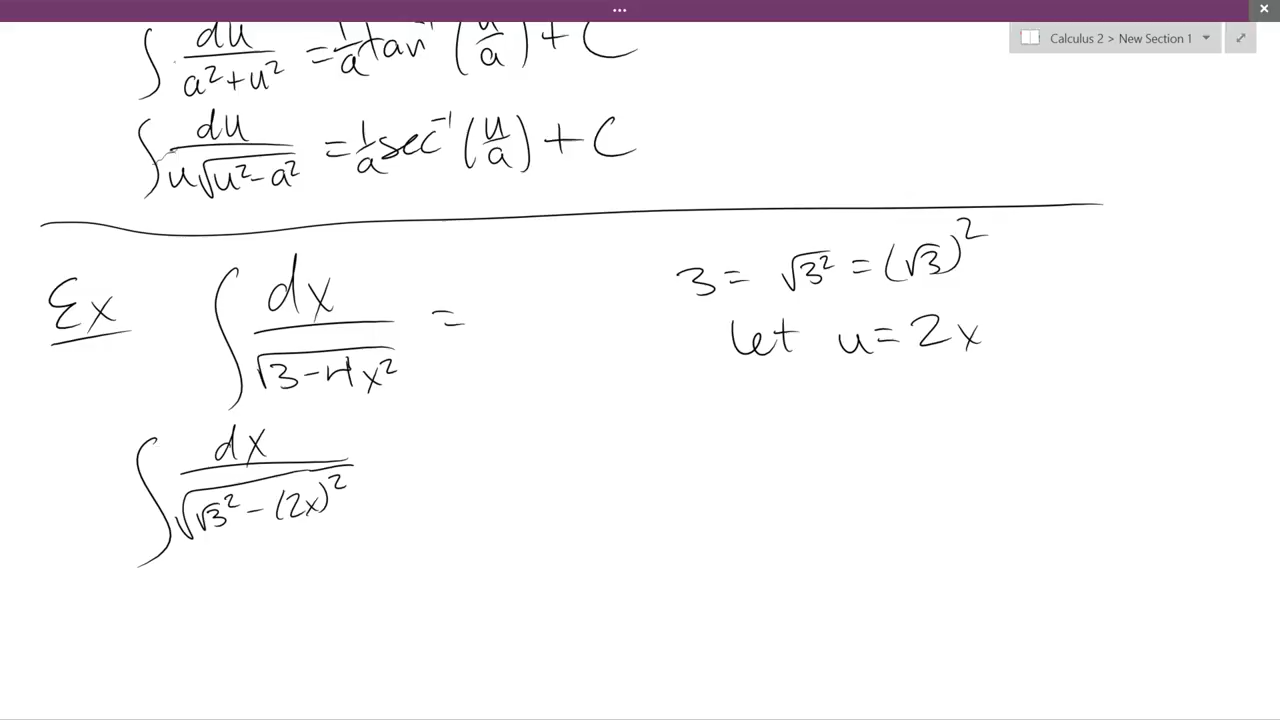 Calculus 2 > New Section 1
∫ du / (a² + u²) = 1/a tan⁻¹ (u/a) + C
∫ du / (u√(u² − a²)) = 1/a sec⁻¹ (u/a) + C
Ex ∫ dx / √(3 − 4x²) =
3 = √3² = (√3)²
let u = 2x
∫ dx / √(√3² − (2x)²)